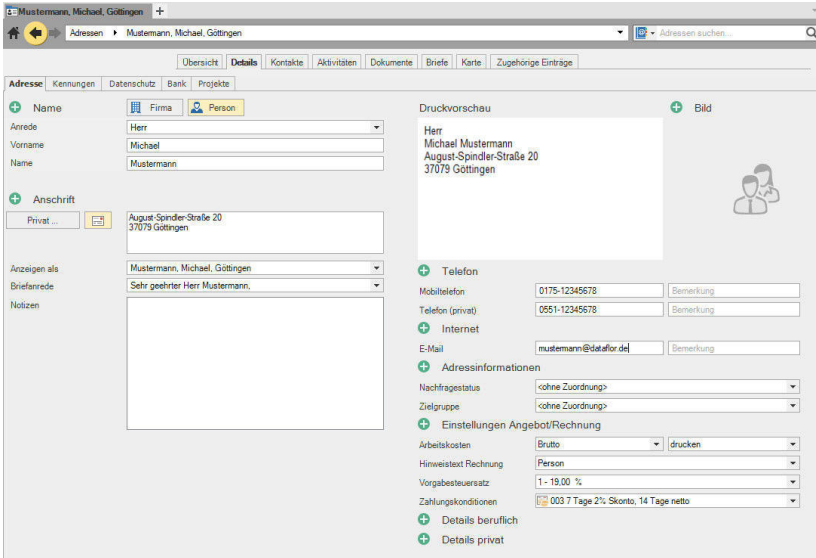 Mustermann, Michael, Göttingen +
Adressen Mustermann, Michael, Göttingen Adressen suchen...
Übersicht Details Kontakte Aktivitäten Dokumente Briefe Karte Zugehörige Einträge
Adresse Kennungen Datenschutz Bank Projekte
Name Firma Person
Anrede Herr
Vorname Michael
Name Mustermann
Anschrift
Privat ... August-Spindler-Straße 20
37079 Göttingen
Anzeigen als Mustermann, Michael, Göttingen
Briefanrede Sehr geehrter Herr Mustermann,
Notizen
Druckvorschau Bild
Herr
Michael Mustermann
August-Spindler-Straße 20
37079 Göttingen
Telefon
Mobiltelefon 0175-12345678 Bemerkung
Telefon (privat) 0551-12345678 Bemerkung
Internet
E-Mail mustermann@dataflor.de Bemerkung
Adressinformationen
Nachfragestatus <ohne Zuordnung>
Zielgruppe <ohne Zuordnung>
Einstellungen Angebot/Rechnung
Arbeitskosten Brutto drucken
Hinweistext Rechnung Person
Vorgabesteuersatz 1 - 19,00 %
Zahlungskonditionen 003 7 Tage 2% Skonto, 14 Tage netto
Details beruflich
Details privat